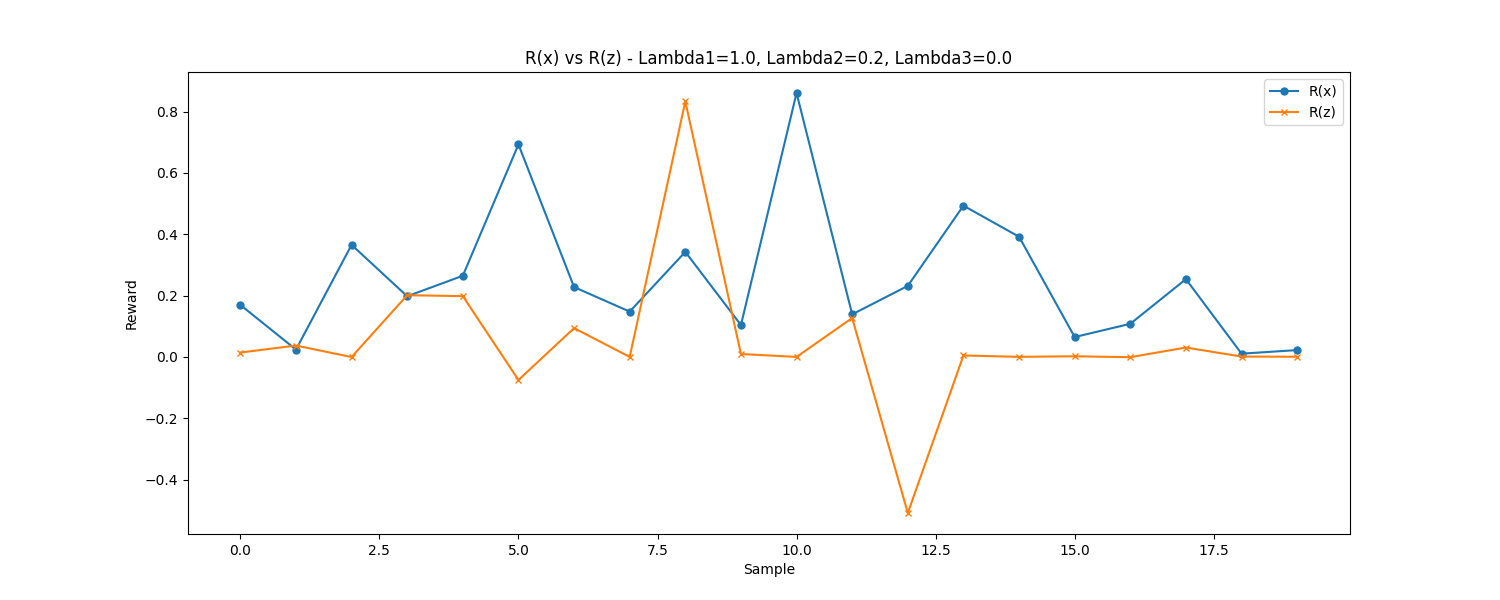 R(x) vs R(z) - Lambda1=1.0, Lambda2=0.2, Lambda3=0.0
R(x)
R(z)
Reward
0.8
0.6
0.4
0.2
0.0
−0.2
−0.4
0.0 2.5 5.0 7.5 10.0 12.5 15.0 17.5
Sample